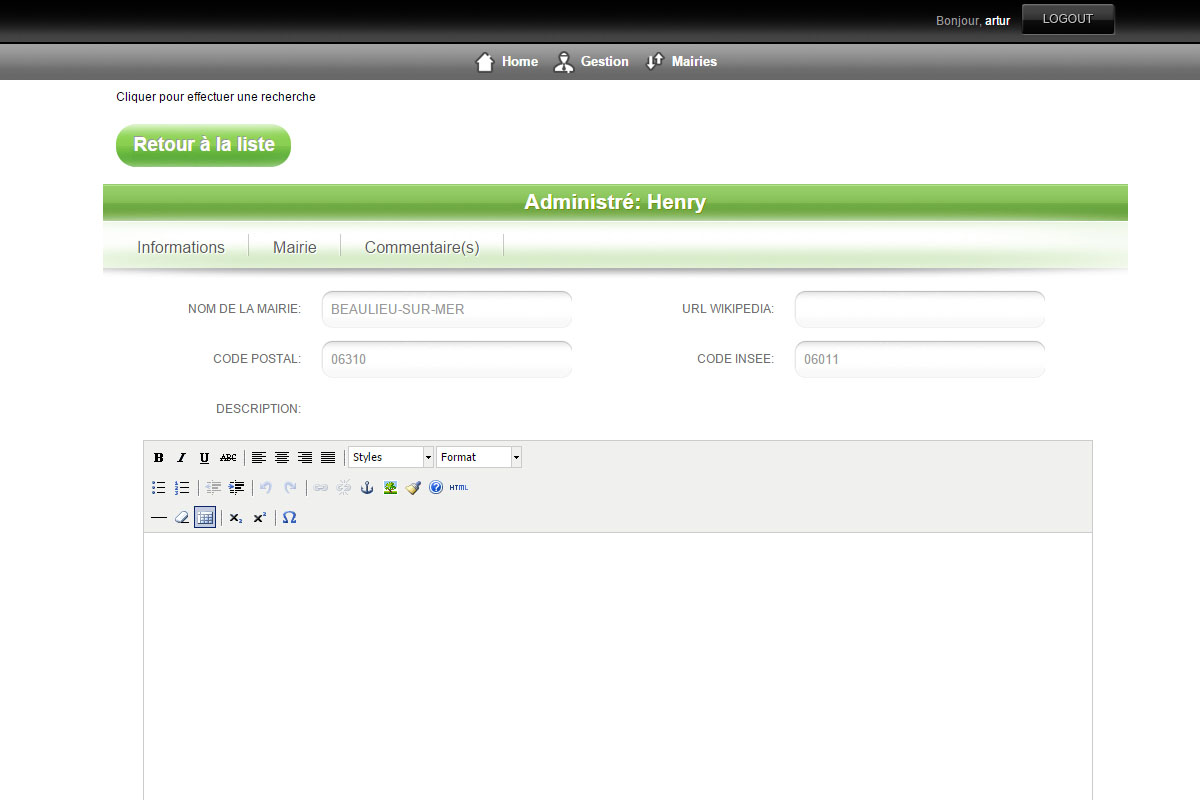 Bonjour, artur LOGOUT
Home Gestion Mairies
Cliquer pour effectuer une recherche
Retour à la liste
Administré: Henry
Informations Mairie Commentaire(s)
NOM DE LA MAIRIE: BEAULIEU-SUR-MER URL WIKIPEDIA:
CODE POSTAL: 06310 CODE INSEE: 06011
DESCRIPTION:
B I U ABC Styles Format
HTML
x₂ x² Ω